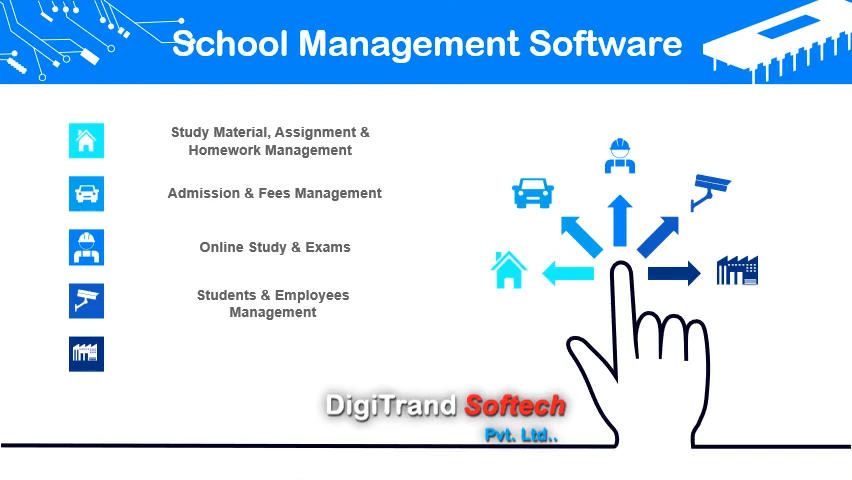 School Management Software
Study Material, Assignment &
Homework Management
Admission & Fees Management
Online Study & Exams
Students & Employees
Management
DigiTrand Softech
Pvt. Ltd..